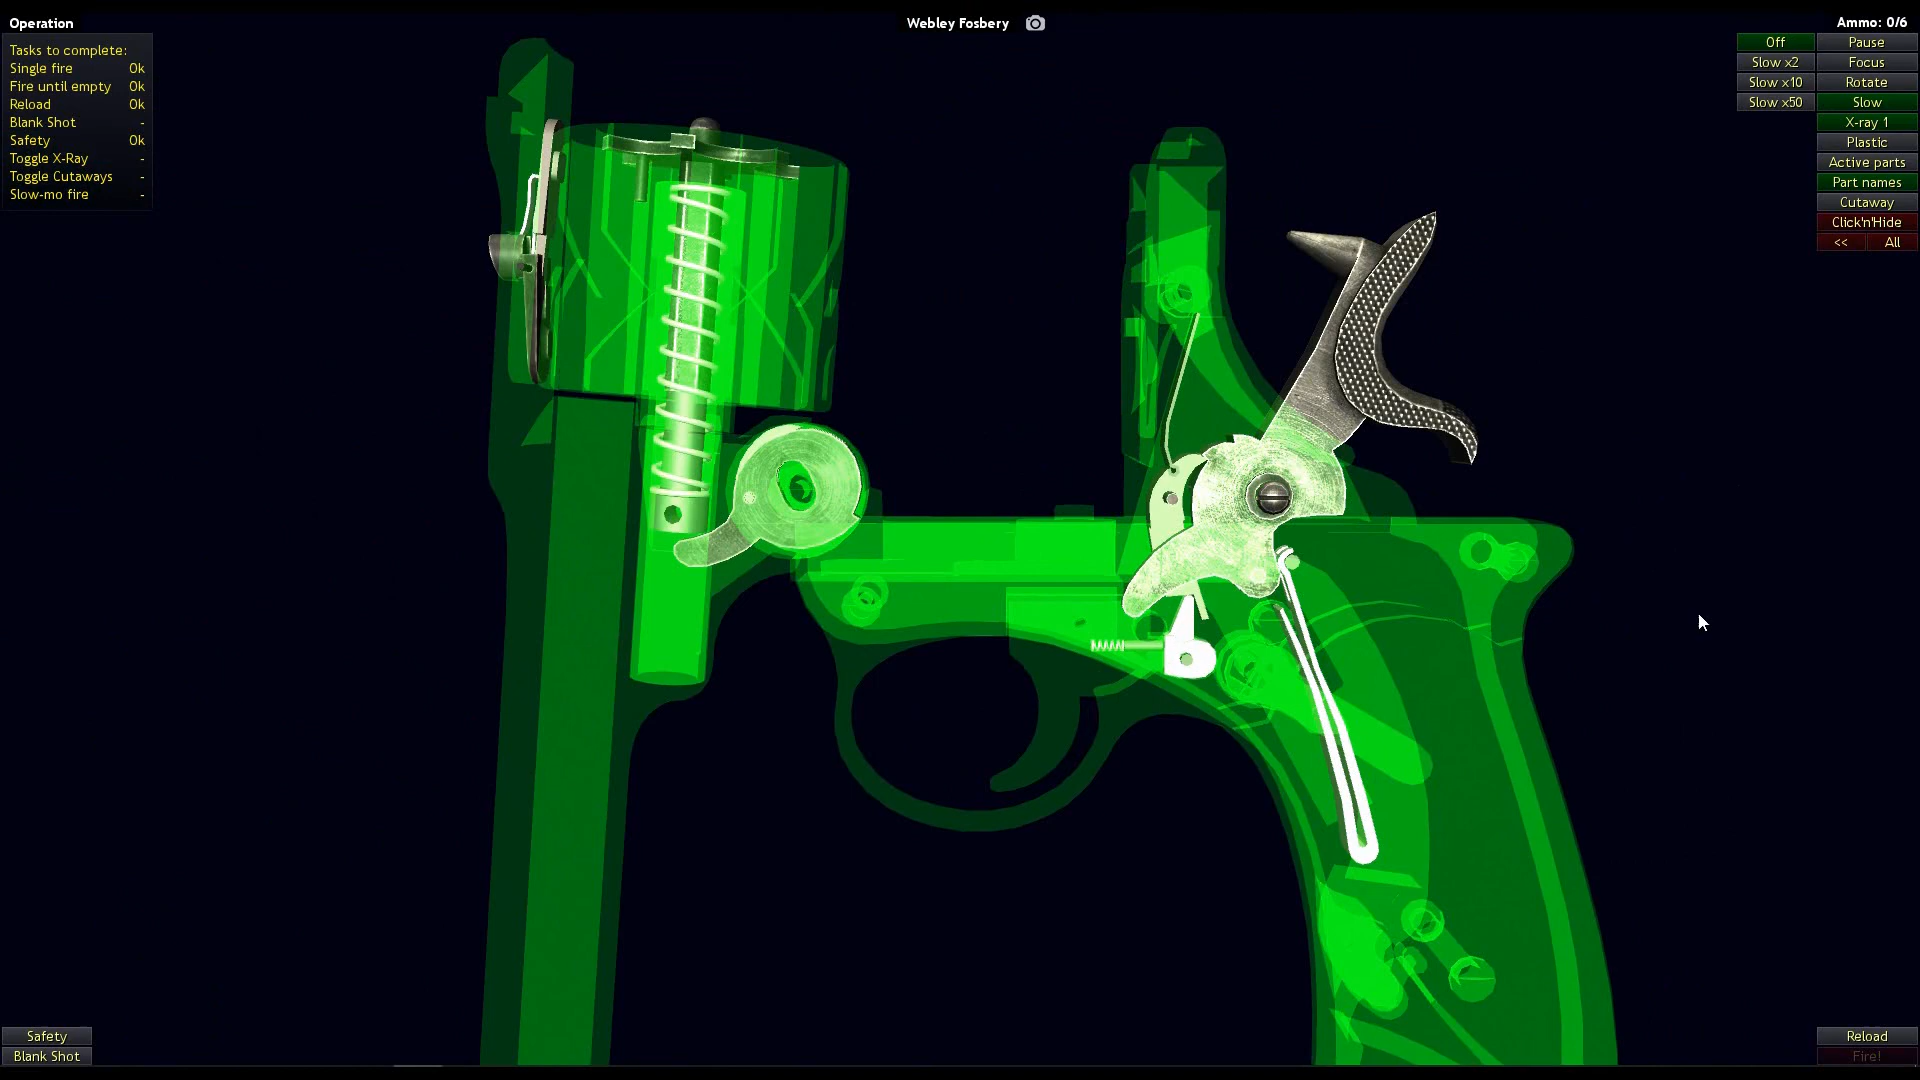 Operation
Webley Fosbery
Ammo: 0/6
Tasks to complete:
Single fire Ok
Fire until empty Ok
Reload Ok
Blank Shot -
Safety Ok
Toggle X-Ray -
Toggle Cutaways -
Slow-mo fire -
Off Pause
Slow x2 Focus
Slow x10 Rotate
Slow x50 Slow
X-ray 1
Plastic
Active parts
Part names
Cutaway
Click'n'Hide
<< All
Safety
Blank Shot
Reload
Fire!